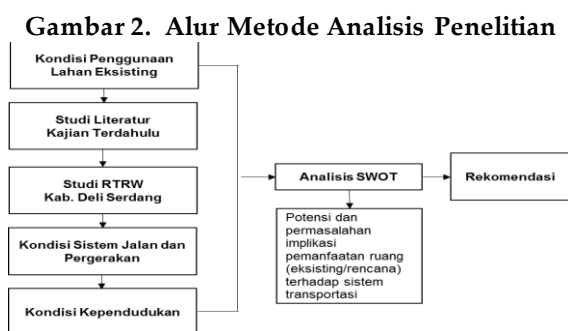 Gambar 2. Alur Metode Analisis Penelitian
Kondisi Penggunaan
Lahan Eksisting
Studi Literatur
Kajian Terdahulu
Studi RTRW
Kab. Deli Serdang
Kondisi Sistem Jalan dan
Pergerakan
Kondisi Kependudukan
Analisis SWOT
Potensi dan
permasalahan
implikasi
pemanfaatan ruang
(eksisting/rencana)
terhadap sistem
transportasi
Rekomendasi